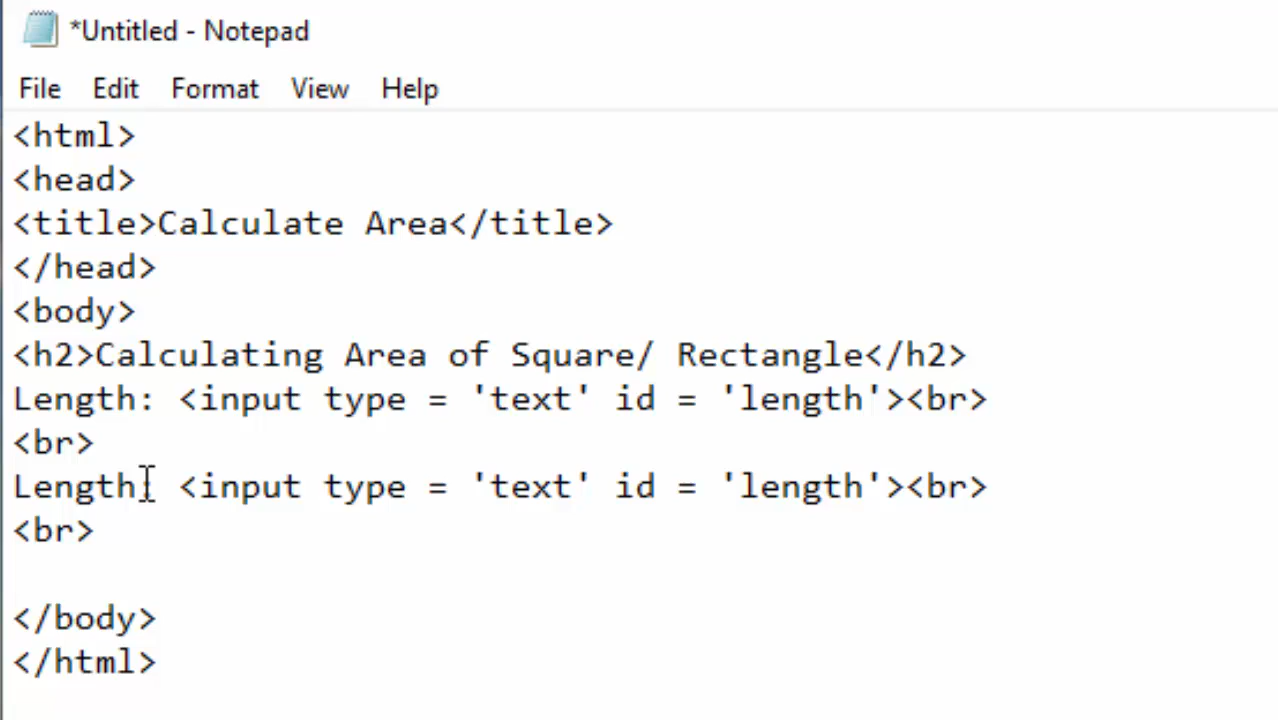 *Untitled - Notepad
File Edit Format View Help
<html>
<head>
<title>Calculate Area</title>
</head>
<body>
<h2>Calculating Area of Square/ Rectangle</h2>
Length: <input type = 'text' id = 'length'><br>
<br>
Length: <input type = 'text' id = 'length'><br>
<br>
</body>
</html>